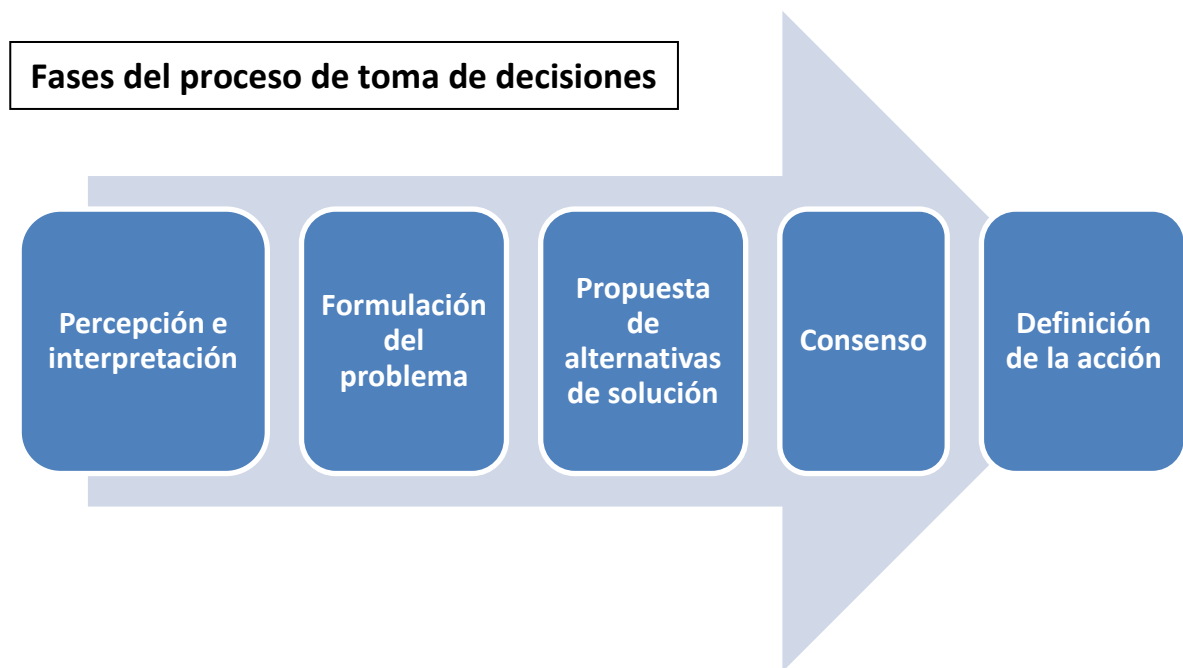 Fases del proceso de toma de decisiones
Percepción e
interpretación
Formulación
del
problema
Propuesta
de
alternativas
de solución
Consenso
Definición
de la acción